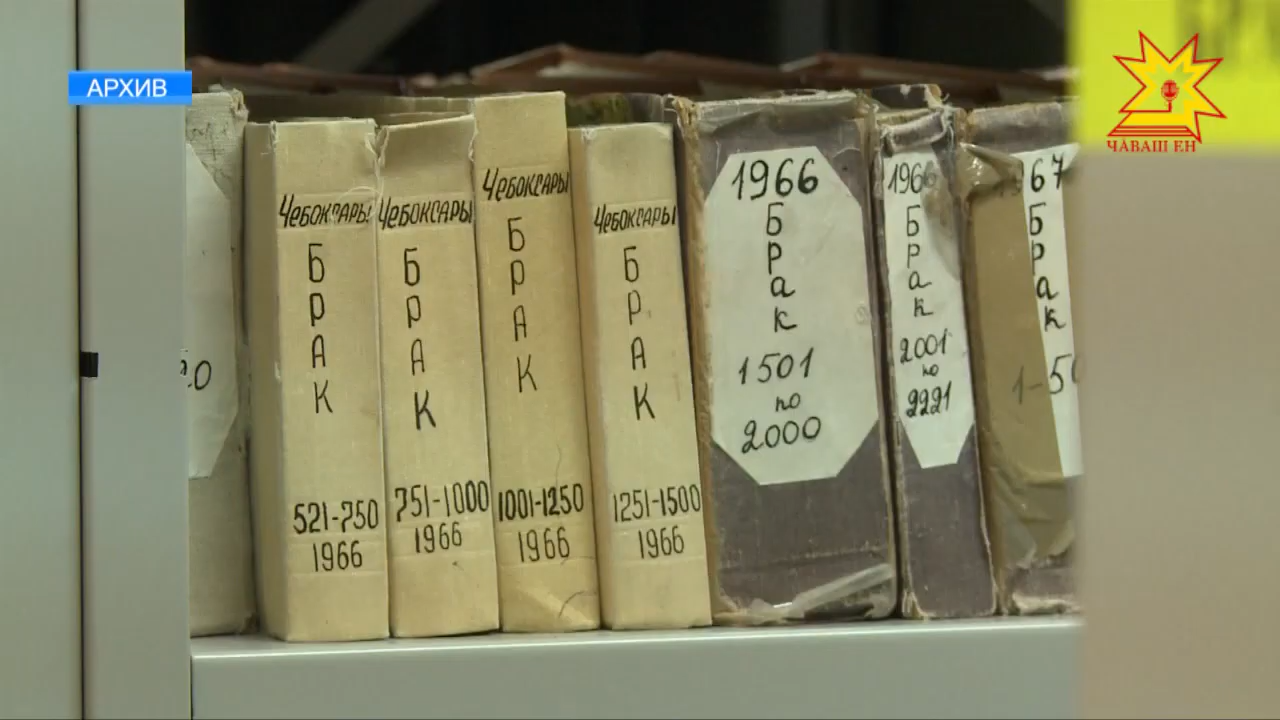 АРХИВ
ЧӐВАШ ЕН
Чебоксары
БРАК
521-750
1966
Чебоксары
БРАК
751-1000
1966
Чебоксары
БРАК
1001-1250
1966
Чебоксары
БРАК
1251-1500
1966
1966
Брак
1501
по
2000
1966
Брак
2001
по
2221
67
Брак